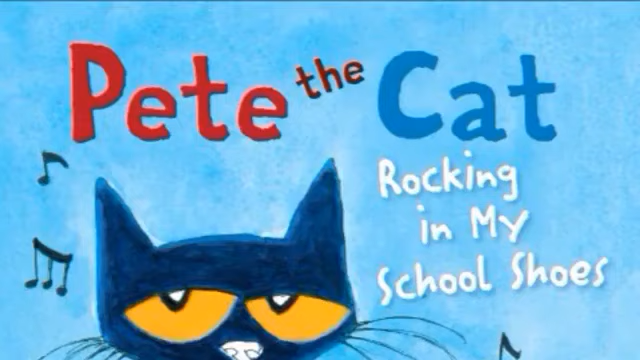 Pete the Cat
Rocking
in My
School Shoes